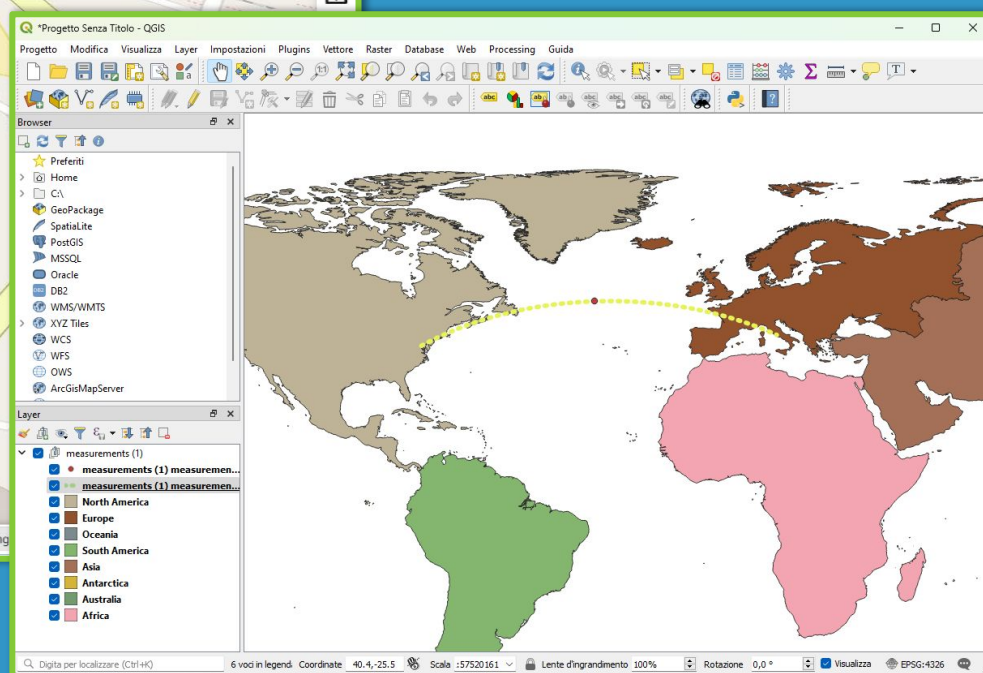 *Progetto Senza Titolo - QGIS
Progetto Modifica Visualizza Layer Impostazioni Plugins Vettore Raster Database Web Processing Guida
Browser
Preferiti
Home
C:\
GeoPackage
SpatiaLite
PostGIS
MSSQL
Oracle
DB2
WMS/WMTS
XYZ Tiles
WCS
WFS
OWS
ArcGisMapServer
Layer
measurements (1)
measurements (1) measuremen...
measurements (1) measuremen...
North America
Europe
Oceania
South America
Asia
Antarctica
Australia
Africa
Digita per localizzare (Ctrl+K) 6 voci in legend. Coordinate 40.4,-25.5 Scala :57520161 Lente d'ingrandimento 100% Rotazione 0,0 ° Visualizza EPSG:4326